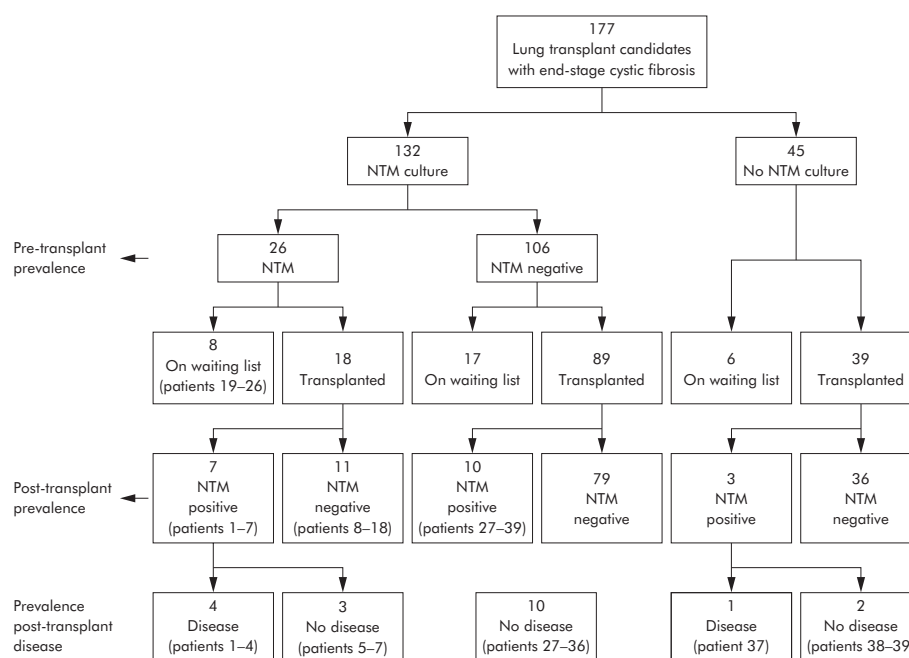 177
Lung transplant candidates
with end-stage cystic fibrosis
132
NTM culture
45
No NTM culture
Pre-transplant
prevalence
26
NTM
106
NTM negative
8
On waiting list
(patients 19–26)
18
Transplanted
17
On waiting list
89
Transplanted
6
On waiting list
39
Transplanted
Post-transplant
prevalence
7
NTM
positive
(patients 1–7)
11
NTM
negative
(patients 8–18)
10
NTM
positive
(patients 27–39)
79
NTM
negative
3
NTM
positive
36
NTM
negative
Prevalence
post-transplant
disease
4
Disease
(patients 1–4)
3
No disease
(patients 5–7)
10
No disease
(patients 27–36)
1
Disease
(patient 37)
2
No disease
(patients 38–39)